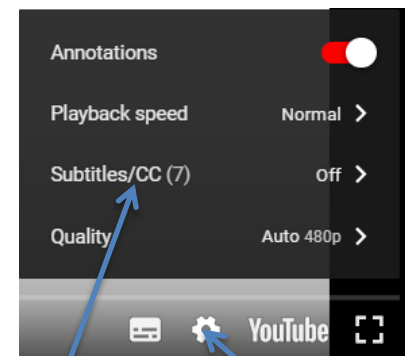 Annotations
Playback speed Normal
Subtitles/CC (7) Off
Quality Auto 480p
YouTube